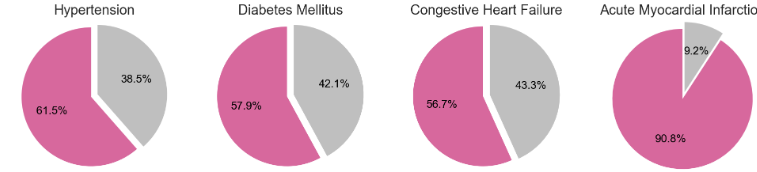 Hypertension
Diabetes Mellitus
Congestive Heart Failure
Acute Myocardial Infarctio
38.5%
61.5%
42.1%
57.9%
43.3%
56.7%
9.2%
90.8%